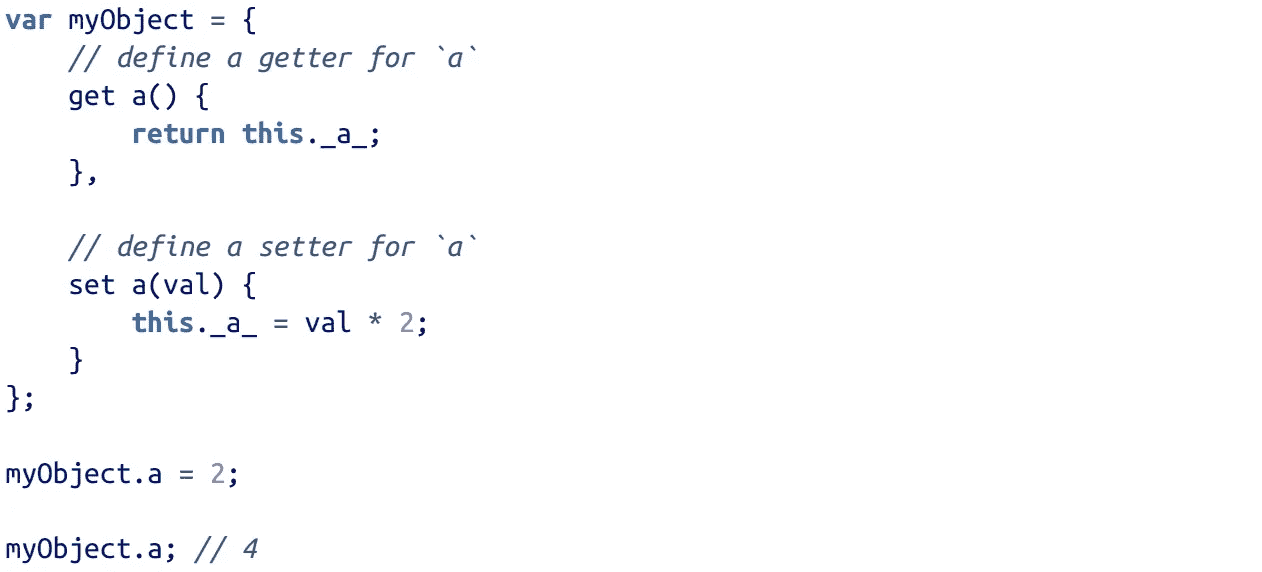 var myObject = {
    // define a getter for `a`
    get a() {
        return this._a_;
    },

    // define a setter for `a`
    set a(val) {
        this._a_ = val * 2;
    }
};

myObject.a = 2;

myObject.a; // 4